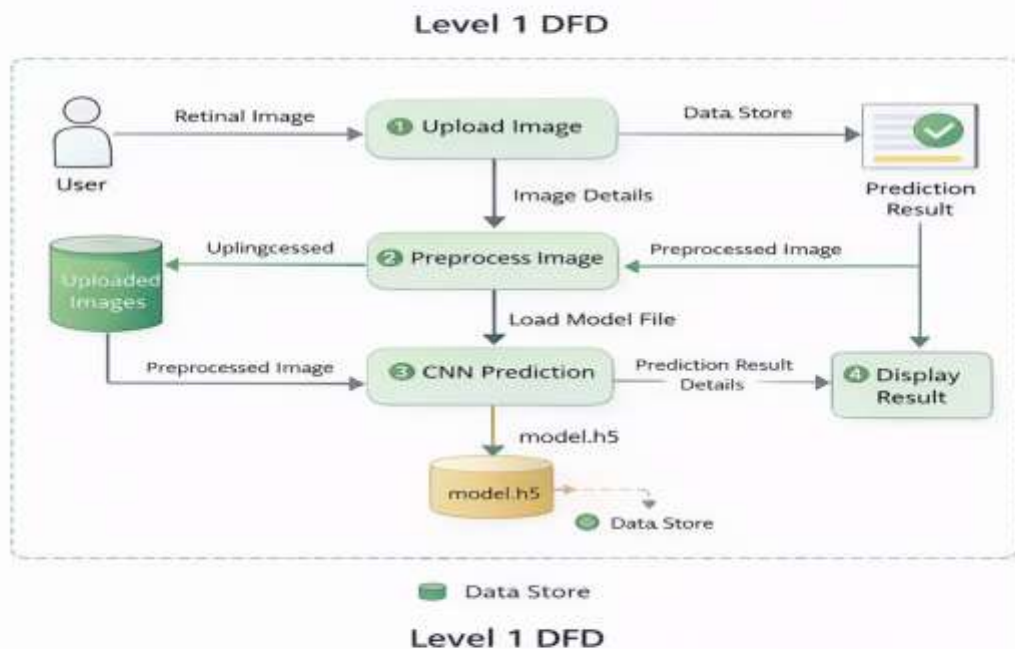 Level 1 DFD
Retinal Image
1 Upload Image
Data Store
User
Image Details
Prediction
Result
Uplingcessed
2 Preprocess Image
Preprocessed Image
Uploaded
Images
Load Model File
Preprocessed Image
3 CNN Prediction
Prediction Result
Details
4 Display
Result
model.h5
model.h5
Data Store
Data Store
Level 1 DFD